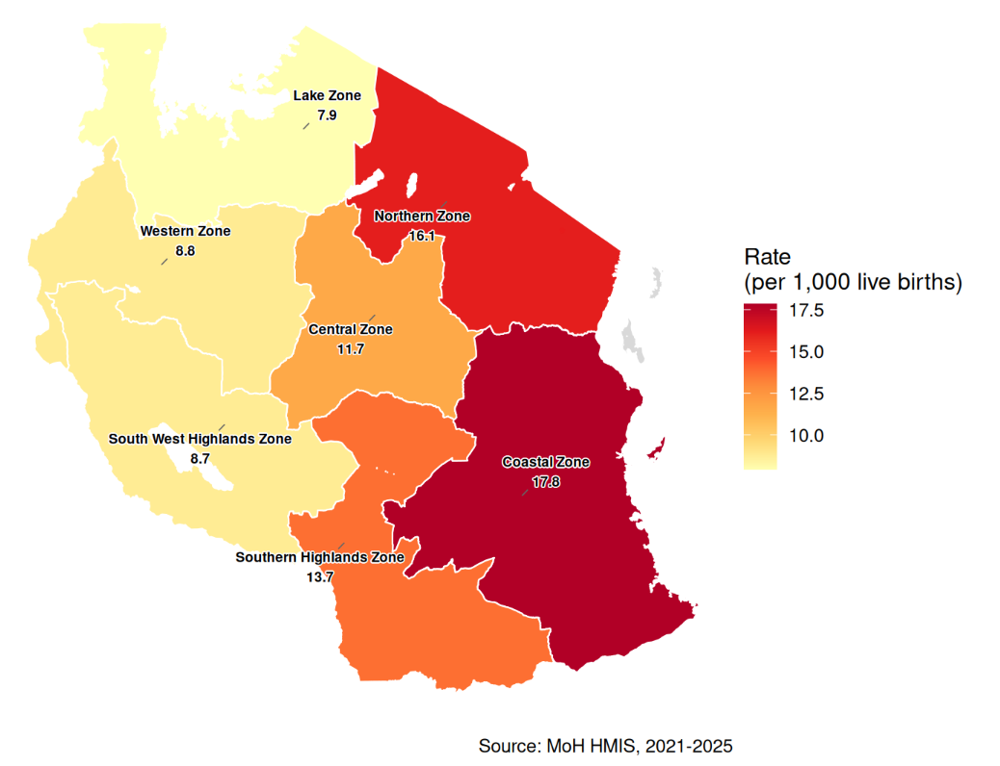 Lake Zone
7.9
Northern Zone
16.1
Western Zone
8.8
Central Zone
11.7
South West Highlands Zone
8.7
Coastal Zone
17.8
Southern Highlands Zone
13.7
Rate
(per 1,000 live births)
17.5
15.0
12.5
10.0
Source: MoH HMIS, 2021-2025